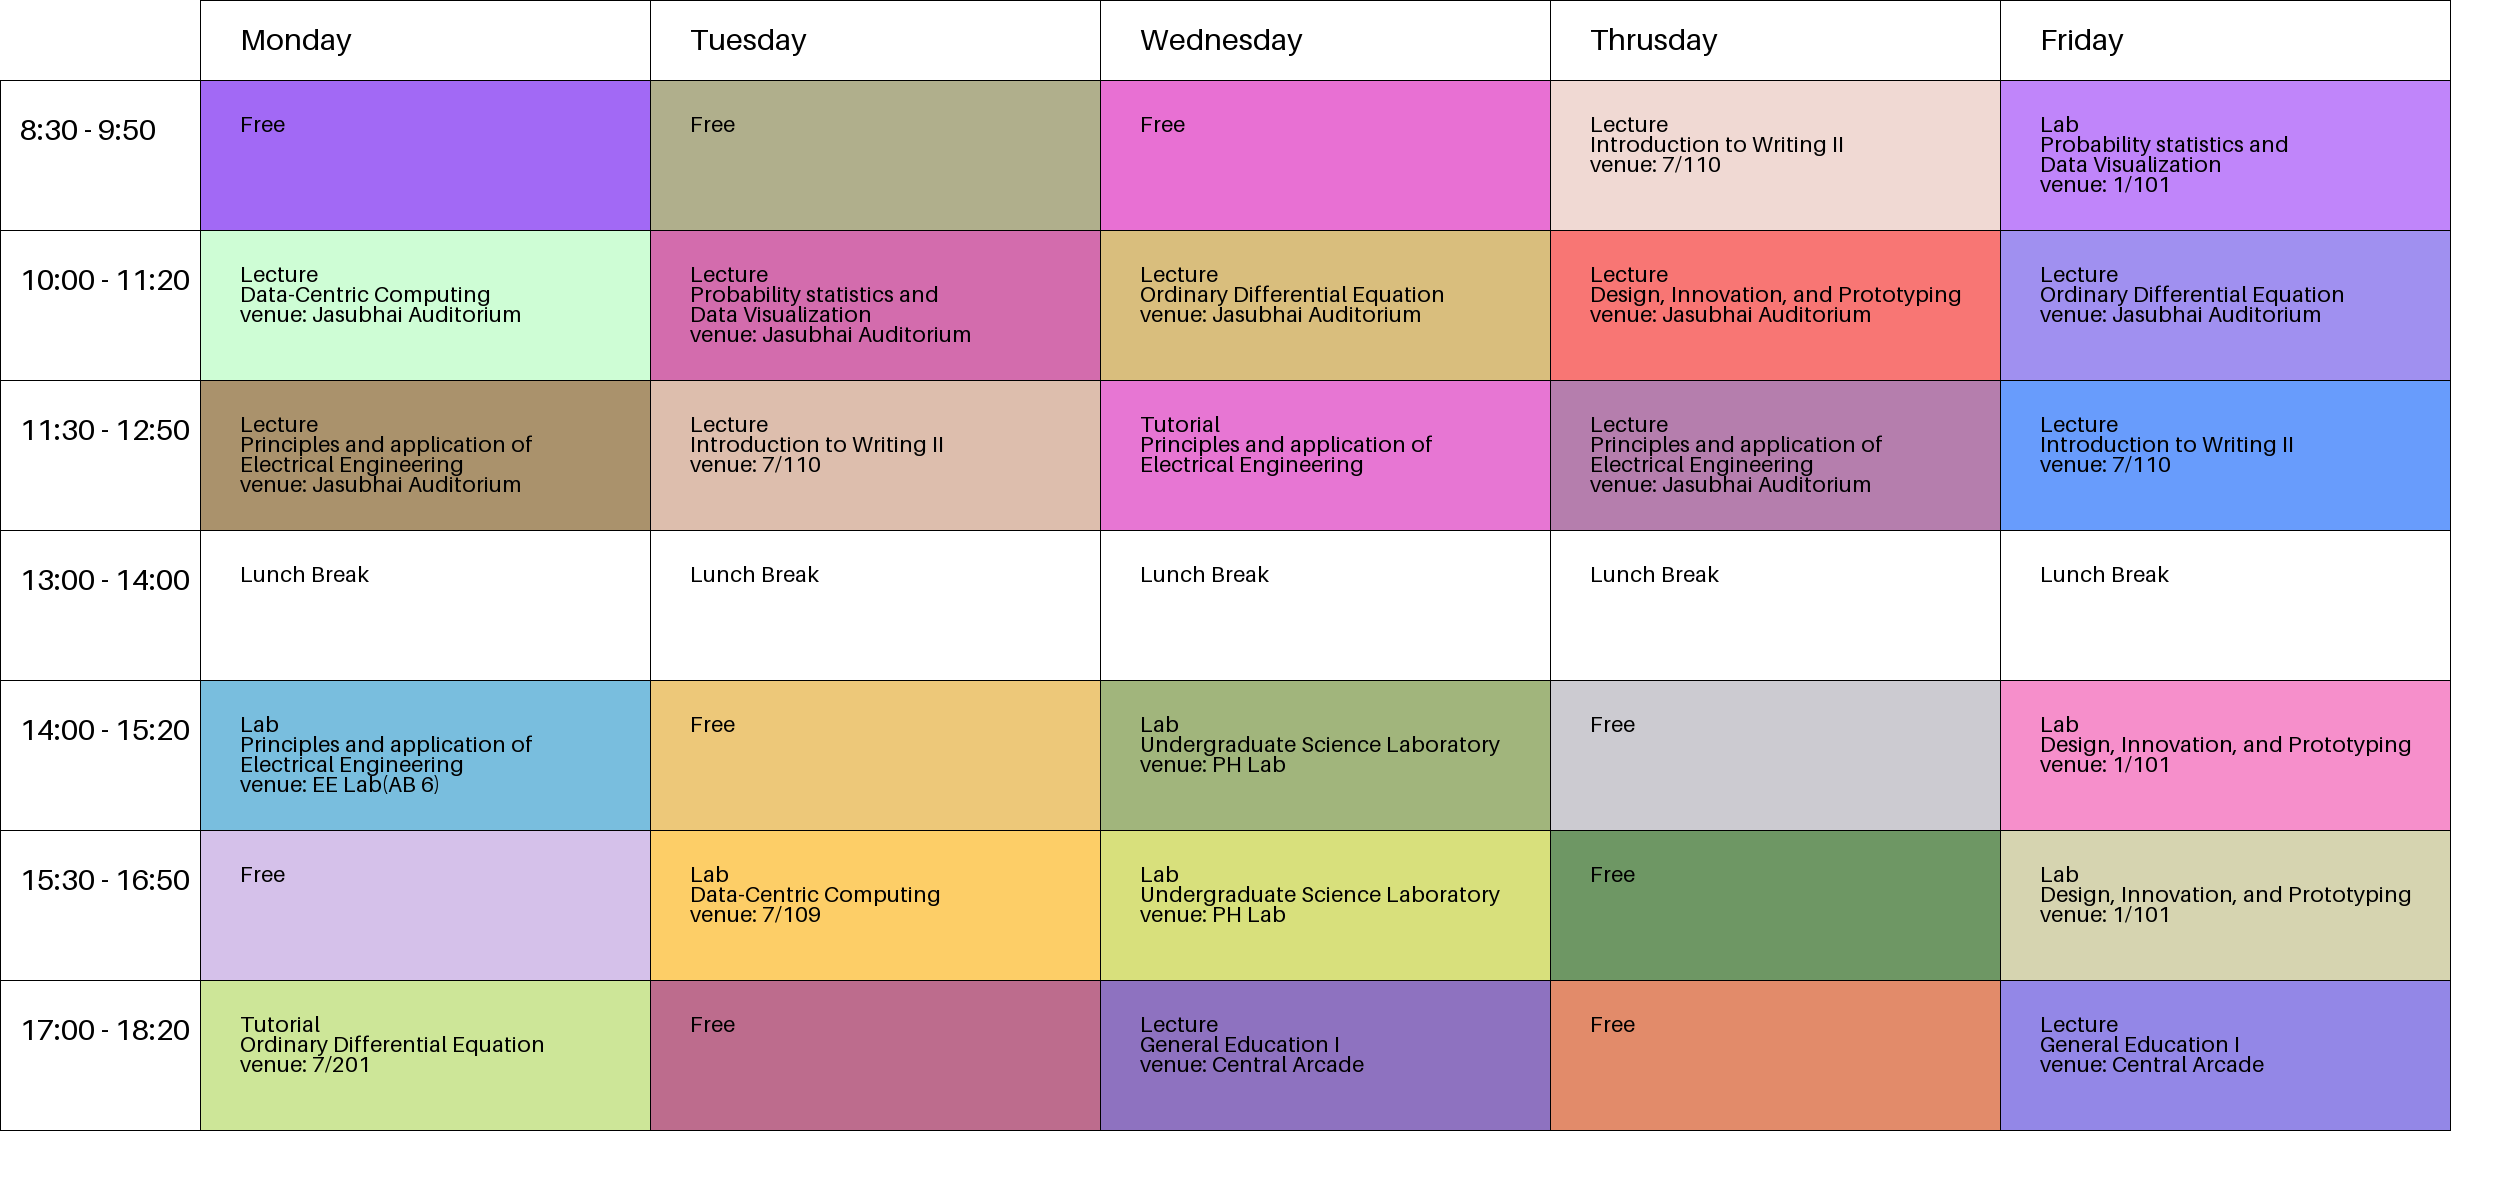 Monday
Tuesday
Wednesday
Thrusday
Friday
8:30 - 9:50
Free
Free
Free
Lecture
Introduction to Writing II
venue: 7/110
Lab
Probability statistics and
Data Visualization
venue: 1/101
10:00 - 11:20
Lecture
Data-Centric Computing
venue: Jasubhai Auditorium
Lecture
Probability statistics and
Data Visualization
venue: Jasubhai Auditorium
Lecture
Ordinary Differential Equation
venue: Jasubhai Auditorium
Lecture
Design, Innovation, and Prototyping
venue: Jasubhai Auditorium
Lecture
Ordinary Differential Equation
venue: Jasubhai Auditorium
11:30 - 12:50
Lecture
Principles and application of
Electrical Engineering
venue: Jasubhai Auditorium
Lecture
Introduction to Writing II
venue: 7/110
Tutorial
Principles and application of
Electrical Engineering
Lecture
Principles and application of
Electrical Engineering
venue: Jasubhai Auditorium
Lecture
Introduction to Writing II
venue: 7/110
13:00 - 14:00
Lunch Break
Lunch Break
Lunch Break
Lunch Break
Lunch Break
14:00 - 15:20
Lab
Principles and application of
Electrical Engineering
venue: EE Lab(AB 6)
Free
Lab
Undergraduate Science Laboratory
venue: PH Lab
Free
Lab
Design, Innovation, and Prototyping
venue: 1/101
15:30 - 16:50
Free
Lab
Data-Centric Computing
venue: 7/109
Lab
Undergraduate Science Laboratory
venue: PH Lab
Free
Lab
Design, Innovation, and Prototyping
venue: 1/101
17:00 - 18:20
Tutorial
Ordinary Differential Equation
venue: 7/201
Free
Lecture
General Education I
venue: Central Arcade
Free
Lecture
General Education I
venue: Central Arcade